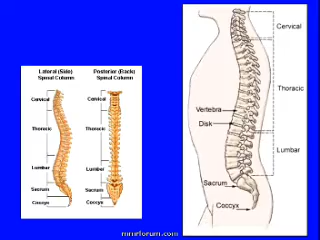 Lateral (Side)
Spinal Column
Posterior (Back)
Spinal Column
Cervical
Thoracic
Lumbar
Sacrum
Coccyx
Cervical
Thoracic
Lumbar
Sacrum
Coccyx
Cervical
Thoracic
Vertebra
Disk
Lumbar
Sacrum
Coccyx
mnirforum.com